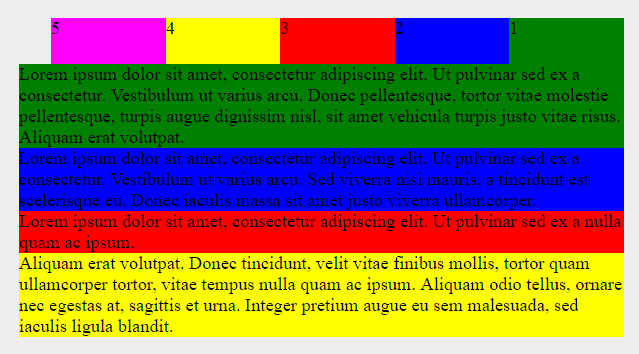 5 4 3 2 1
Lorem ipsum dolor sit amet, consectetur adipiscing elit. Ut pulvinar sed ex a
consectetur. Vestibulum ut varius arcu. Donec pellentesque, tortor vitae molestie
pellentesque, turpis augue dignissim nisl, sit amet vehicula turpis justo vitae risus.
Aliquam erat volutpat.
Lorem ipsum dolor sit amet, consectetur adipiscing elit. Ut pulvinar sed ex a
consectetur. Vestibulum ut varius arcu. Sed viverra nisi mauris, a tincidunt est
scelerisque eu. Donec iaculis massa sit amet justo viverra ullamcorper.
Lorem ipsum dolor sit amet, consectetur adipiscing elit. Ut pulvinar sed ex a nulla
quam ac ipsum.
Aliquam erat volutpat. Donec tincidunt, velit vitae finibus mollis, tortor quam
ullamcorper tortor, vitae tempus nulla quam ac ipsum. Aliquam odio tellus, ornare
nec egestas at, sagittis et urna. Integer pretium augue eu sem malesuada, sed
iaculis ligula blandit.